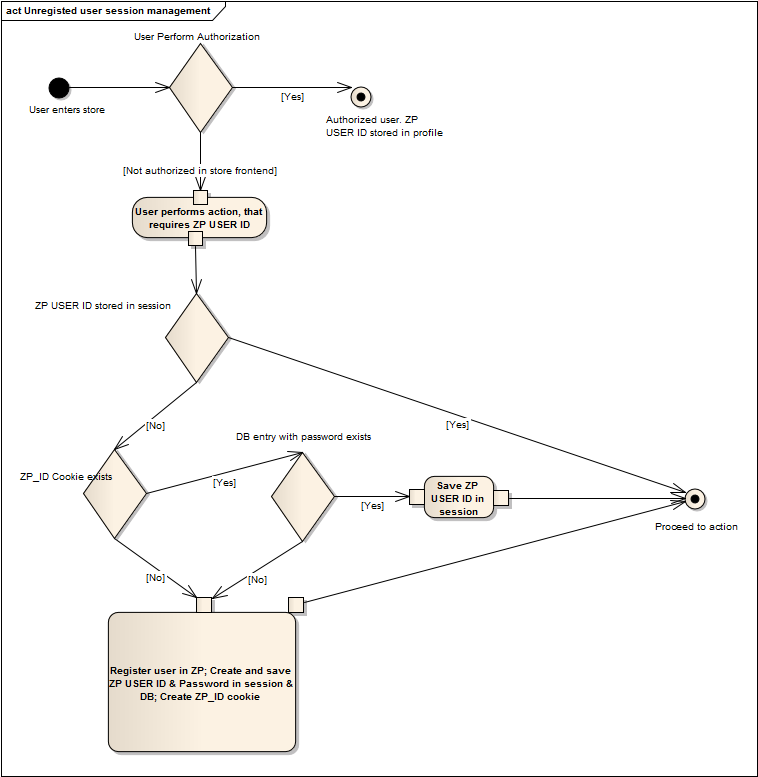 act Unregisted user session management
User Perform Authorization
User enters store
[Yes]
Authorized user. ZP
USER ID stored in profile
[Not authorized in store frontend]
User performs action, that
requires ZP USER ID
ZP USER ID stored in session
[No]
[Yes]
DB entry with password exists
ZP_ID Cookie exists
[Yes]
[Yes]
Save ZP
USER ID in
session
Proceed to action
[No]
[No]
Register user in ZP; Create and save
ZP USER ID & Password in session &
DB; Create ZP_ID cookie